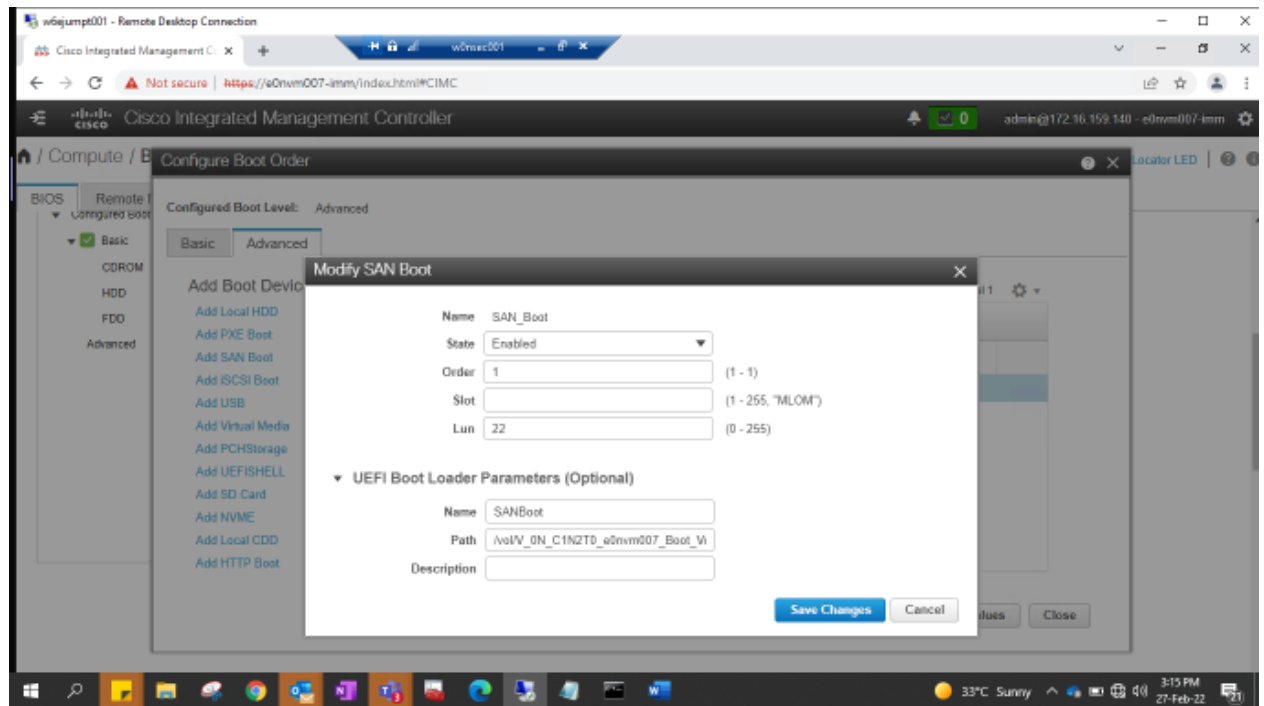 w6ejumpt001 - Remote Desktop Connection
Cisco Integrated Management C
w0msec001
Not secure | https://e0nvm007-imm/index.html#CIMC
cisco Cisco Integrated Management Controller
0
admin@172.16.159.140 - e0nvm007-imm
/ Compute / B
Configure Boot Order
Locator LED
BIOS
Remote
Configured Boot Level: Advanced
Configured Boot
Basic
CDROM
HDD
FDD
Advanced
Basic
Advanced
Add Boot Devic
Add Local HDD
Add PXE Boot
Add SAN Boot
Add iSCSI Boot
Add USB
Add Virtual Media
Add PCHStorage
Add UEFISHELL
Add SD Card
Add NVME
Add Local CDD
Add HTTP Boot
Modify SAN Boot
Name SAN_Boot
State Enabled
Order 1 (1 - 1)
Slot (1 - 255, "MLOM")
Lun 22 (0 - 255)
UEFI Boot Loader Parameters (Optional)
Name SANBoot
Path /vol/V_0N_C1N2T0_e0nvm007_Boot_V
Description
Save Changes
Cancel
lues
Close
33°C Sunny
3:15 PM
27-Feb-22
21